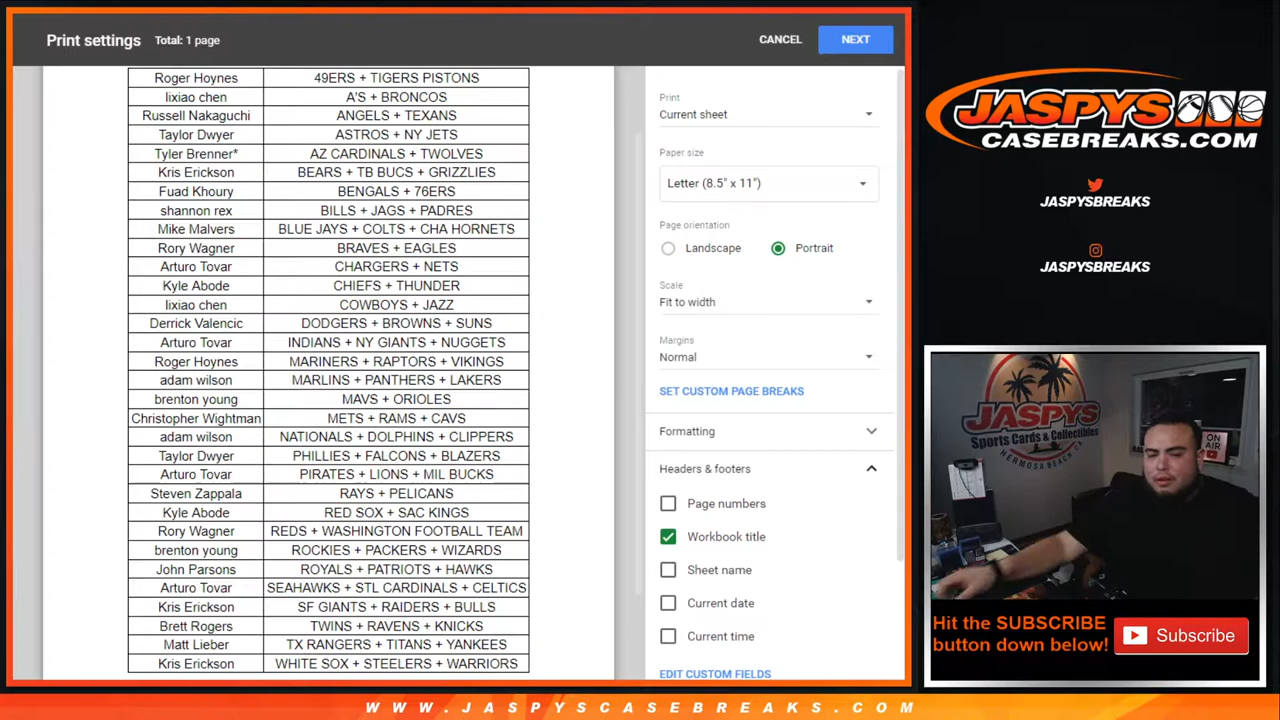 Print settings Total: 1 page
CANCEL NEXT
Roger Hoynes 49ERS + TIGERS PISTONS
lixiao chen A'S + BRONCOS
Russell Nakaguchi ANGELS + TEXANS
Taylor Dwyer ASTROS + NY JETS
Tyler Brenner* AZ CARDINALS + TWOLVES
Kris Erickson BEARS + TB BUCS + GRIZZLIES
Fuad Khoury BENGALS + 76ERS
shannon rex BILLS + JAGS + PADRES
Mike Malvers BLUE JAYS + COLTS + CHA HORNETS
Rory Wagner BRAVES + EAGLES
Arturo Tovar CHARGERS + NETS
Kyle Abode CHIEFS + THUNDER
lixiao chen COWBOYS + JAZZ
Derrick Valencic DODGERS + BROWNS + SUNS
Arturo Tovar INDIANS + NY GIANTS + NUGGETS
Roger Hoynes MARINERS + RAPTORS + VIKINGS
adam wilson MARLINS + PANTHERS + LAKERS
brenton young MAVS + ORIOLES
Christopher Wightman METS + RAMS + CAVS
adam wilson NATIONALS + DOLPHINS + CLIPPERS
Taylor Dwyer PHILLIES + FALCONS + BLAZERS
Arturo Tovar PIRATES + LIONS + MIL BUCKS
Steven Zappala RAYS + PELICANS
Kyle Abode RED SOX + SAC KINGS
Rory Wagner REDS + WASHINGTON FOOTBALL TEAM
brenton young ROCKIES + PACKERS + WIZARDS
John Parsons ROYALS + PATRIOTS + HAWKS
Arturo Tovar SEAHAWKS + STL CARDINALS + CELTICS
Kris Erickson SF GIANTS + RAIDERS + BULLS
Brett Rogers TWINS + RAVENS + KNICKS
Matt Lieber TX RANGERS + TITANS + YANKEES
Kris Erickson WHITE SOX + STEELERS + WARRIORS
Print
Current sheet
Paper size
Letter (8.5" x 11")
Page orientation
Landscape Portrait
Scale
Fit to width
Margins
Normal
SET CUSTOM PAGE BREAKS
Formatting
Headers & footers
Page numbers
Workbook title
Sheet name
Current date
Current time
EDIT CUSTOM FIELDS
JASPYS
CASEBREAKS.COM
JASPYSBREAKS
JASPYSBREAKS
JASPYS
Sports Cards & Collectibles
HERMOSA BEACH CA
ON
AIR
Hit the SUBSCRIBE
button down below!
Subscribe
WWW.JASPYSCASEBREAKS.COM